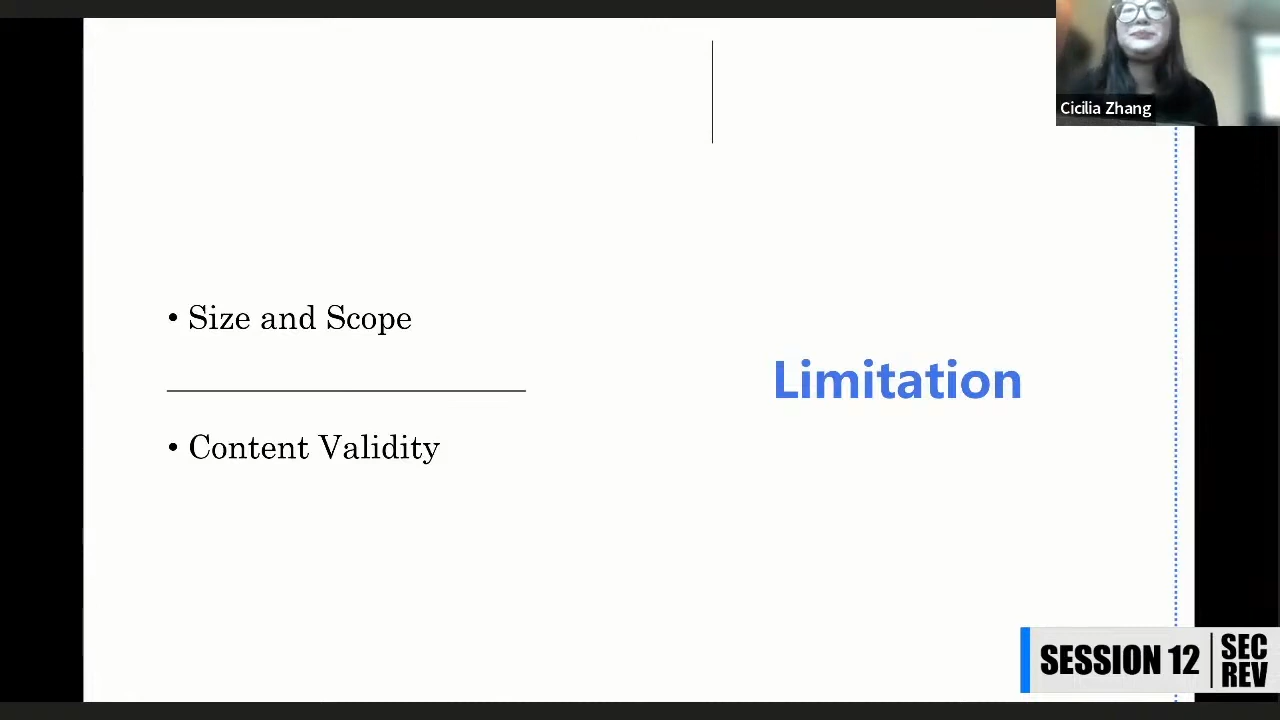 Cicilia Zhang
• Size and Scope
• Content Validity
Limitation
SESSION 12
SEC
REV